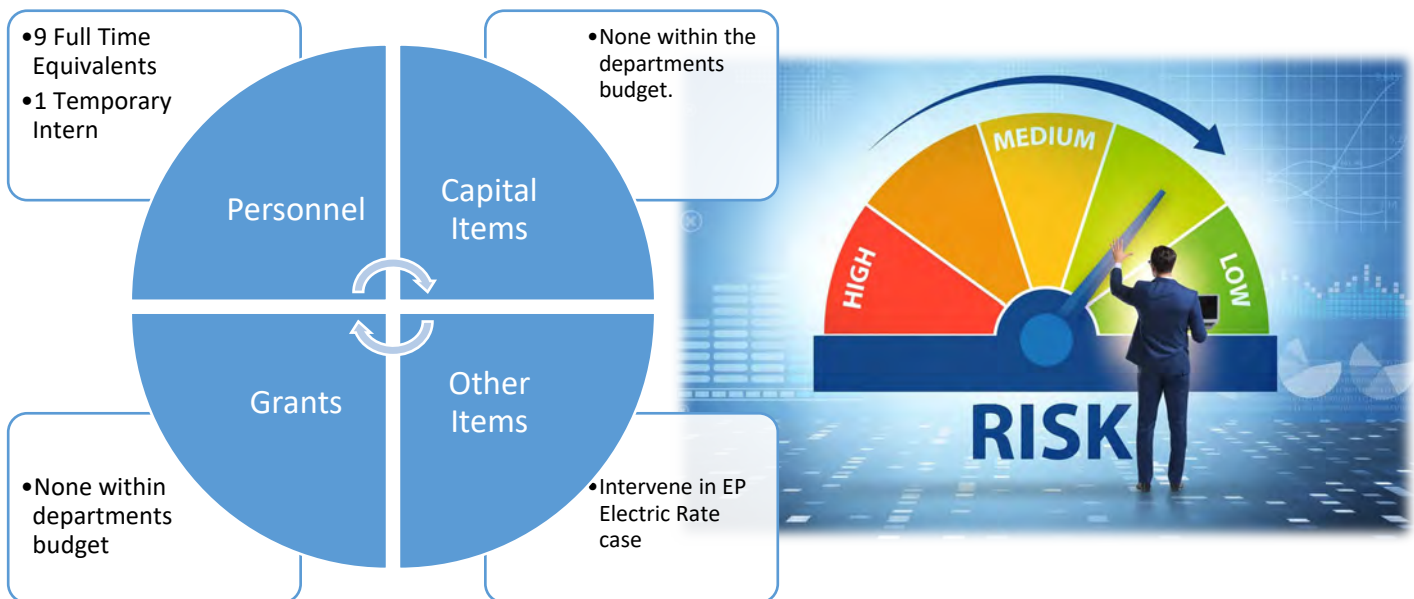 •9 Full Time
Equivalents
•1 Temporary
Intern
•None within the
departments
budget.
Personnel
Capital
Items
Grants
Other
Items
•None within
departments
budget
•Intervene in EP
Electric Rate
case
HIGH
MEDIUM
LOW
RISK